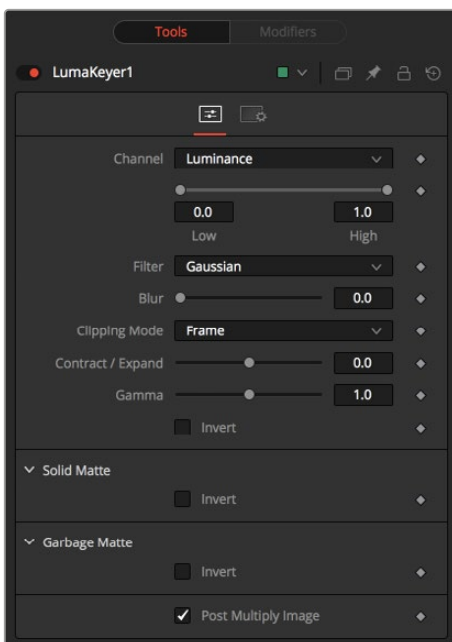 Tools Modifiers
LumaKeyer1
Channel Luminance
0.0 1.0
Low High
Filter Gaussian
Blur 0.0
Clipping Mode Frame
Contract / Expand 0.0
Gamma 1.0
Invert
Solid Matte
Invert
Garbage Matte
Invert
Post Multiply Image